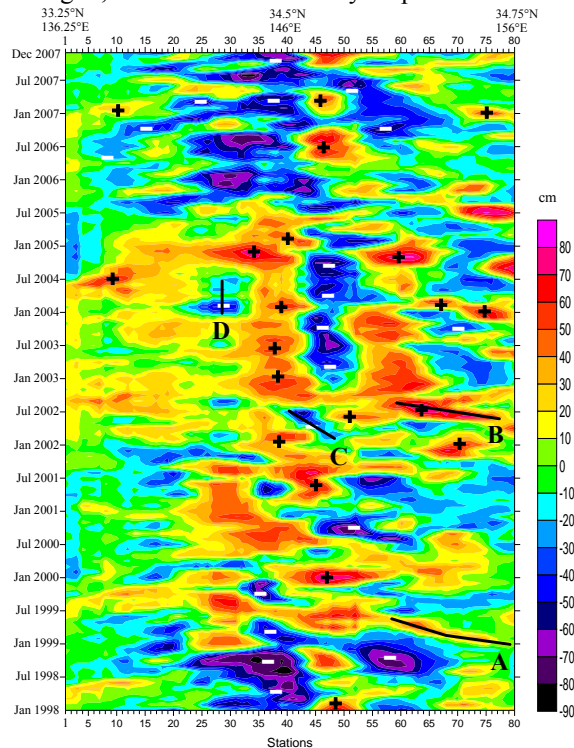 33.25°N 34.5°N 34.75°N
136.25°E 146°E 156°E
1 5 10 15 20 25 30 35 40 45 50 55 60 65 70 75 80
Dec 2007
Jul 2007
Jan 2007
Jul 2006
Jan 2006
Jul 2005
Jan 2005
Jul 2004
Jan 2004
Jul 2003
Jan 2003
Jul 2002
Jan 2002
Jul 2001
Jan 2001
Jul 2000
Jan 2000
Jul 1999
Jan 1999
Jul 1998
Jan 1998
D
B
C
A
1 5 10 15 20 25 30 35 40 45 50 55 60 65 70 75 80
Stations
cm
80
70
60
50
40
30
20
10
0
-10
-20
-30
-40
-50
-60
-70
-80
-90